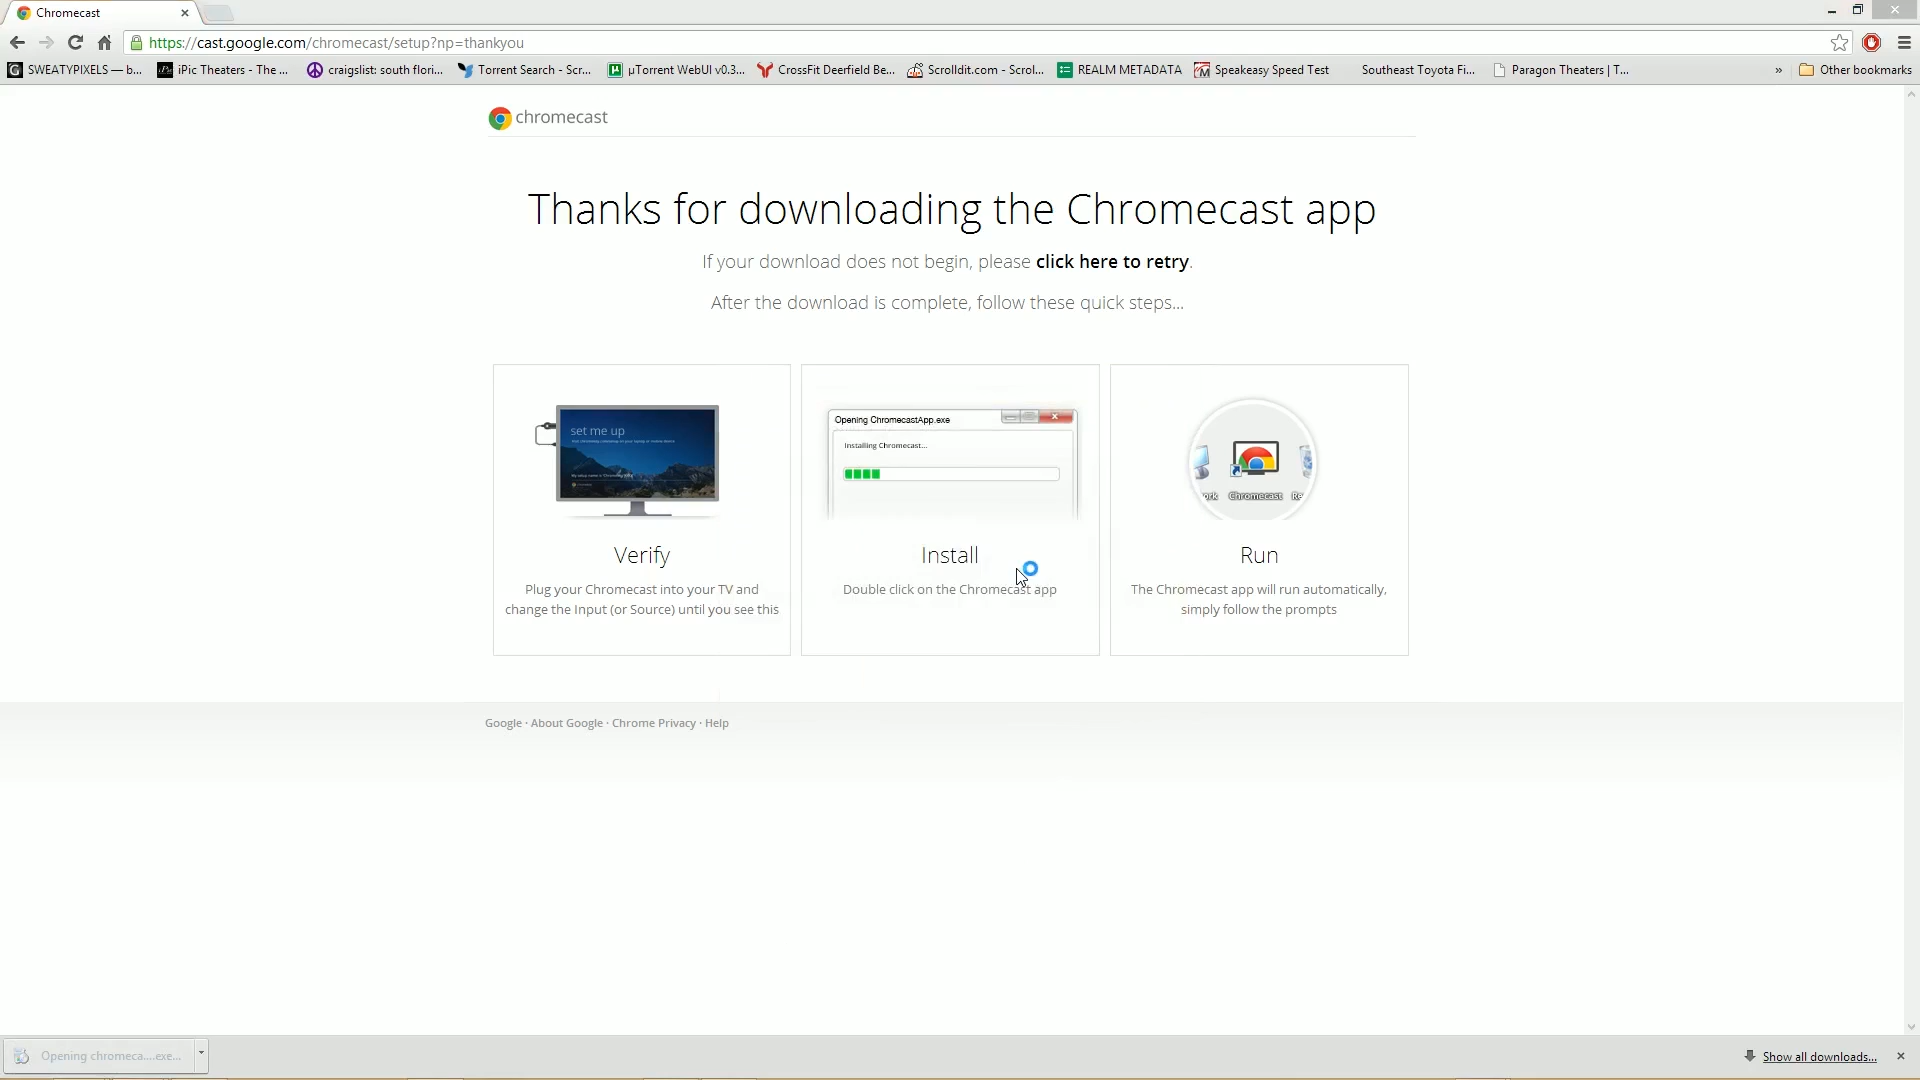 Chromecast
https://cast.google.com/chromecast/setup?np=thankyou
SWEATYPIXELS — b... iPic Theaters - The ... craigslist: south flori... Torrent Search - Scr... µTorrent WebUI v0.3... CrossFit Deerfield Be... Scrolldit.com - Scrol... REALM METADATA Speakeasy Speed Test Southeast Toyota Fi... Paragon Theaters | T... » Other bookmarks
chromecast
Thanks for downloading the Chromecast app
If your download does not begin, please click here to retry.
After the download is complete, follow these quick steps...
set me up
Opening ChromecastApp.exe
Installing Chromecast...
ork Chromecast Re
Verify
Plug your Chromecast into your TV and
change the Input (or Source) until you see this
Install
Double click on the Chromecast app
Run
The Chromecast app will run automatically,
simply follow the prompts
Google · About Google · Chrome Privacy · Help
Opening chromeca....exe...
Show all downloads...